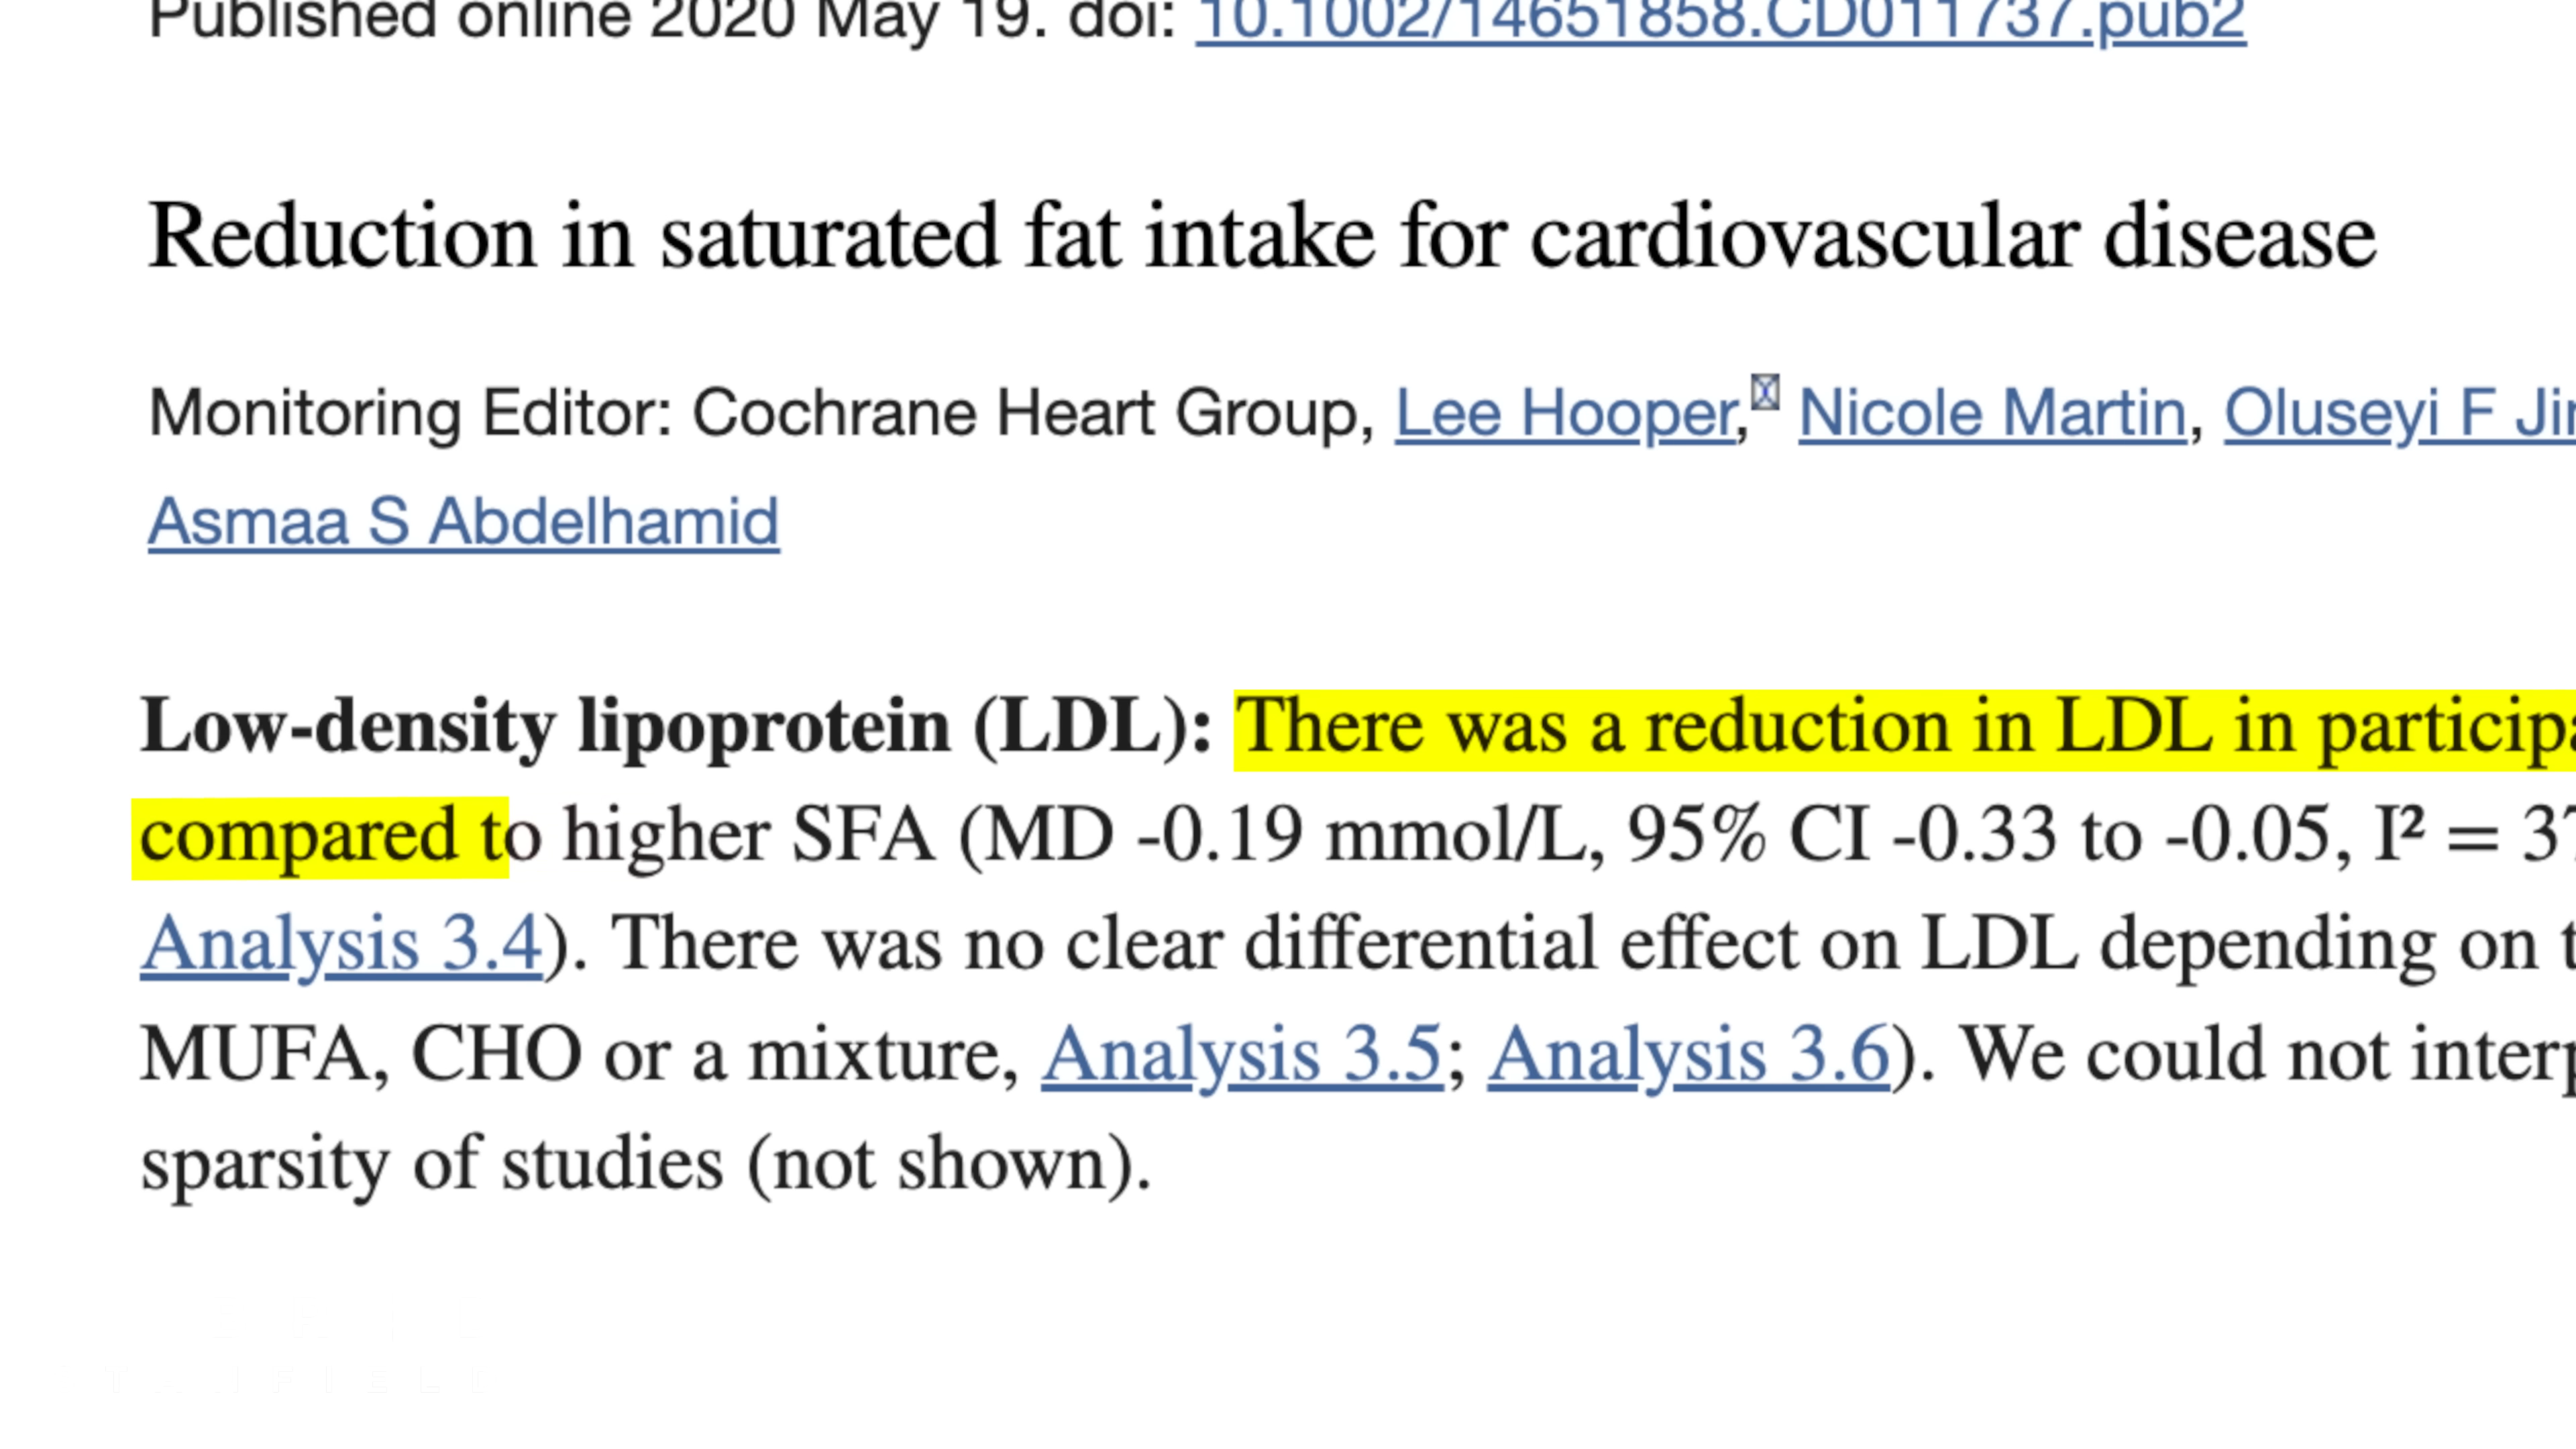 Published online 2020 May 19. doi: 10.1002/14651858.CD011737.pub2
Reduction in saturated fat intake for cardiovascular disease
Monitoring Editor: Cochrane Heart Group, Lee Hooper, Nicole Martin, Oluseyi F
Asmaa S Abdelhamid
Low-density lipoprotein (LDL): There was a reduction in LDL in
compared to higher SFA (MD -0.19 mmol/L, 95% CI -0.33 to -0.05, I² =
Analysis 3.4). There was no clear differential effect on LDL depending on
MUFA, CHO or a mixture, Analysis 3.5; Analysis 3.6). We could not
sparsity of studies (not shown).